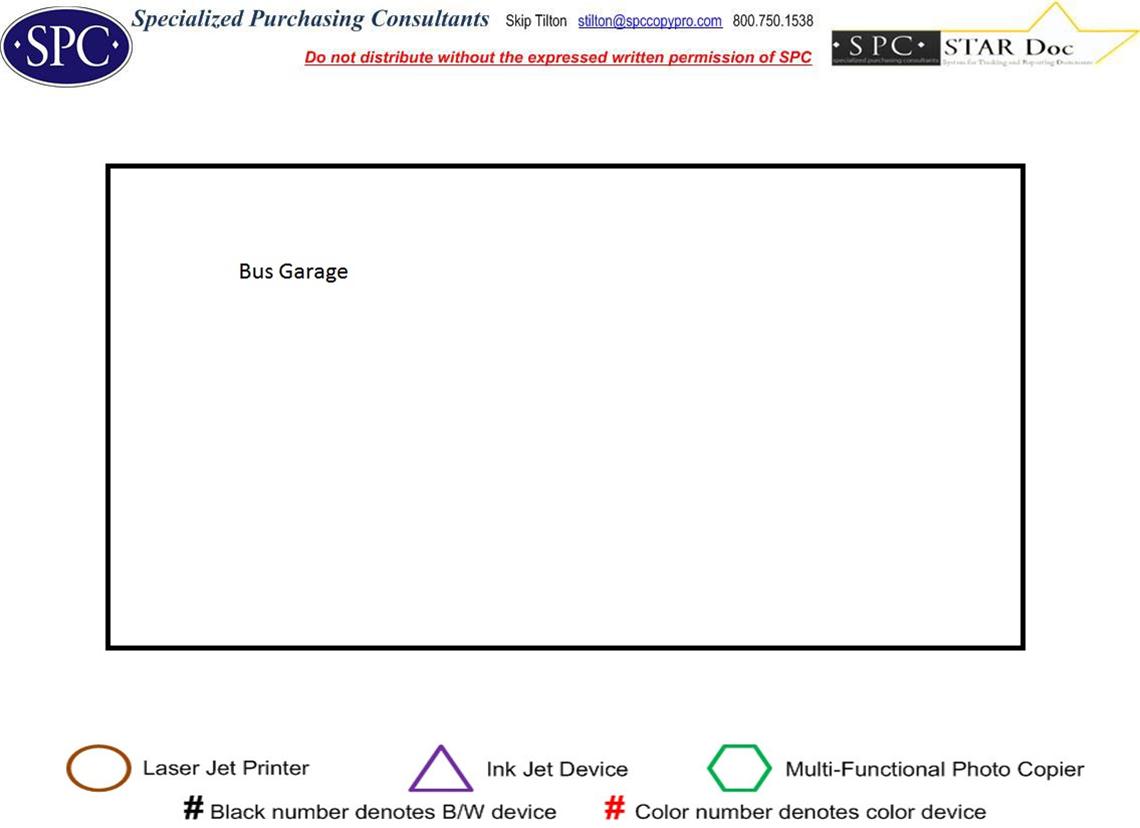 SPC
Specialized Purchasing Consultants Skip Tilton stilton@spccopypro.com 800.750.1538
Do not distribute without the expressed written permission of SPC
SPC STAR Doc
specialized purchasing consultants System for Tracking and Reporting Documents
Bus Garage
Laser Jet Printer Ink Jet Device Multi-Functional Photo Copier
# Black number denotes B/W device # Color number denotes color device